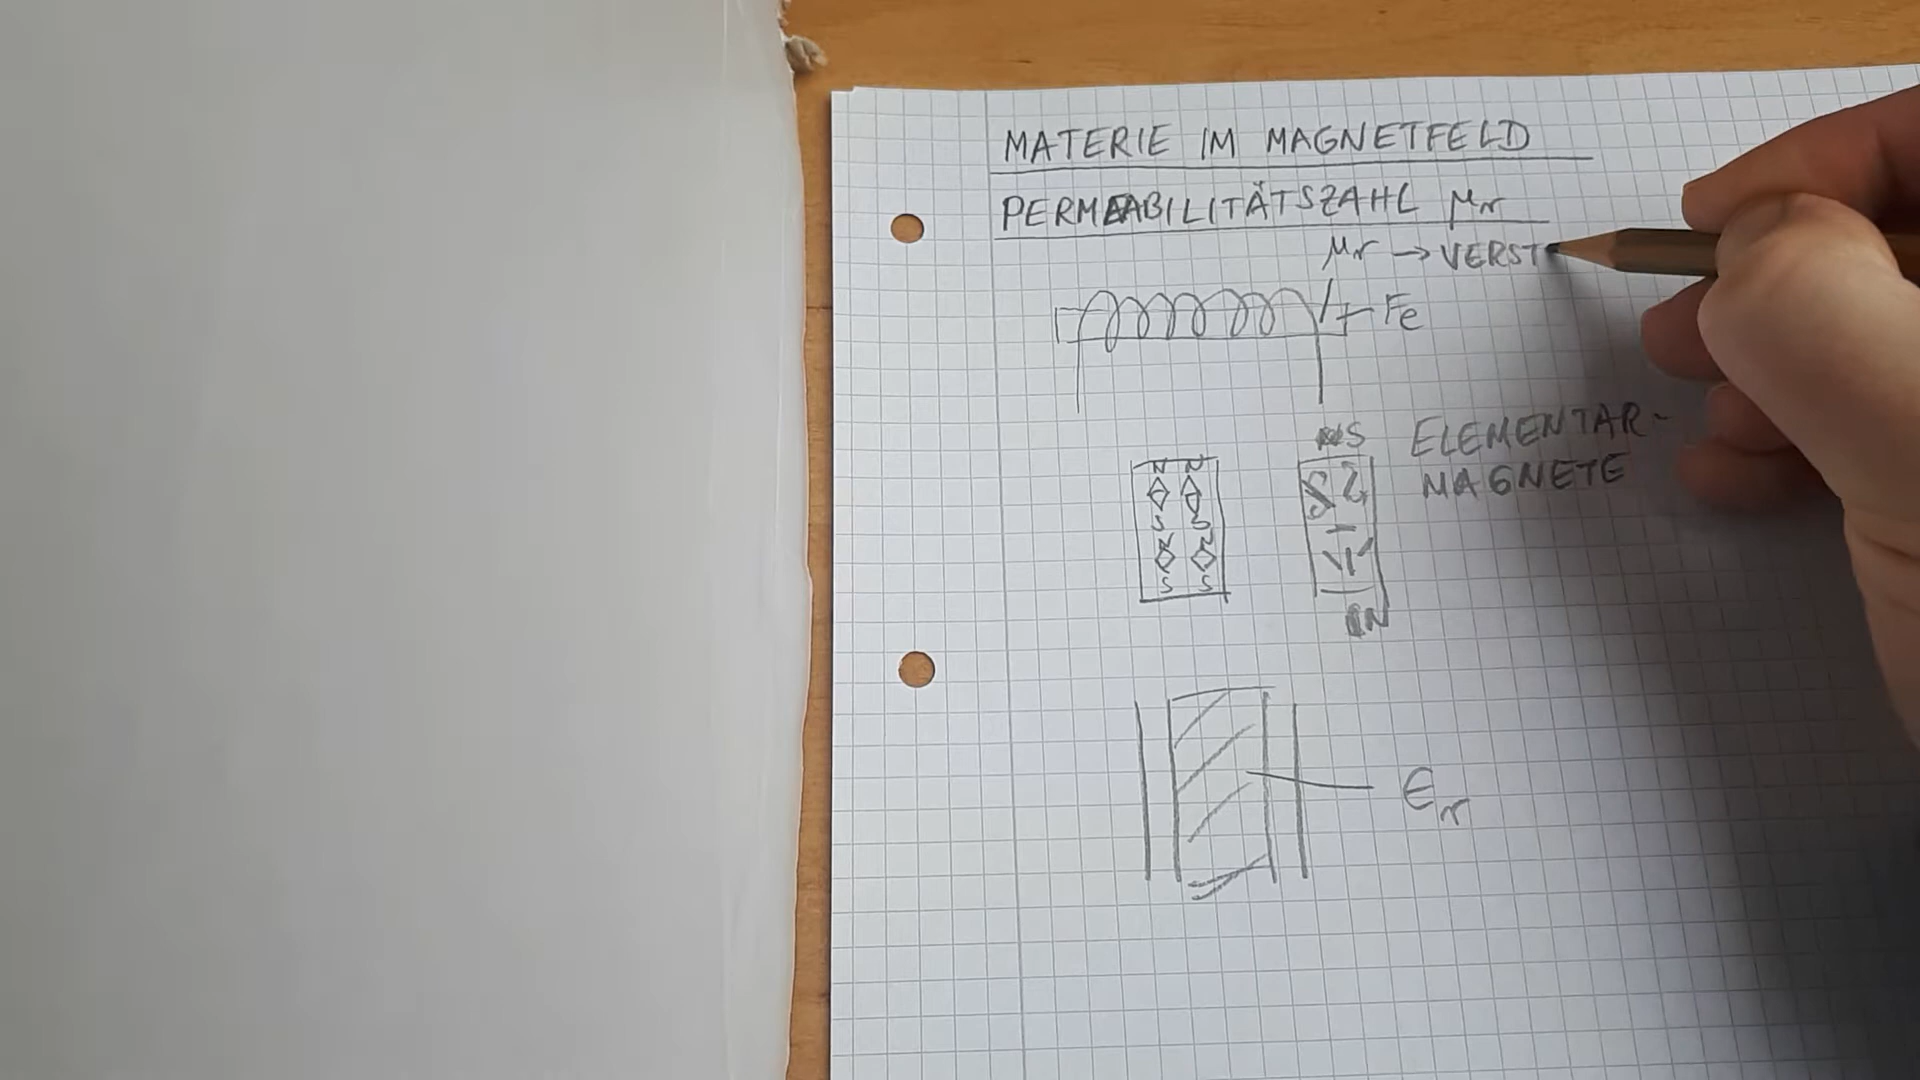 MATERIE IM MAGNETFELD
PERMEABILITÄTSZAHL μr
μr → VERST
Fe
S
ELEMENTAR-
MAGNETE
N N
S S
N N
S S
N
εr